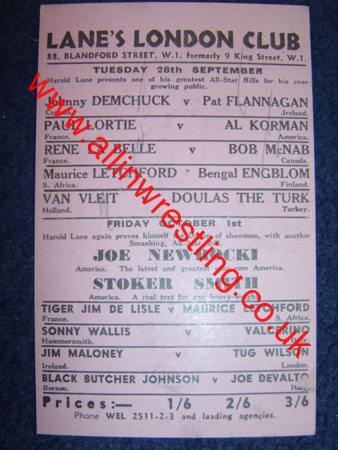 LANE'S LONDON CLUB
88, BLANDFORD STREET, W.1. formerly 9 King Street, W.1.
TUESDAY 28th SEPTEMBER
Harold Lane presents one of his greatest All-Star Bills for his ever
growing public.
Johnny DEMCHUCK v Pat FLANNAGAN
Ireland.
PAUL LORTIE v AL KORMAN
France. America.
RENE BELLE v BOB McNAB
France. Canada.
Maurice v Bengal ENGBLOM
S. Africa. Finland.
VAN VLEIT v DOULAS THE TURK
Holland. Turkey.
FRIDAY OCTOBER 1st
Harold Lane again proves himself of showmen, with another
Smashing,
JOE
America. The latest and greatest from America.
STOKER SMITH
America. A real test for any
TIGER JIM DE LISLE v MAURICE
France. S. Africa.
SONNY WALLIS v VALCERINO
Hammersmith.
JIM MALONEY v TUG WILSON
Ireland. London.
BLACK BUTCHER JOHNSON v JOE DEVALTO
Borneo.
Prices:— 1/6 2/6 3/6
Phone WEL 2511-2-3 and leading agencies.
www.allinwrestling.co.uk